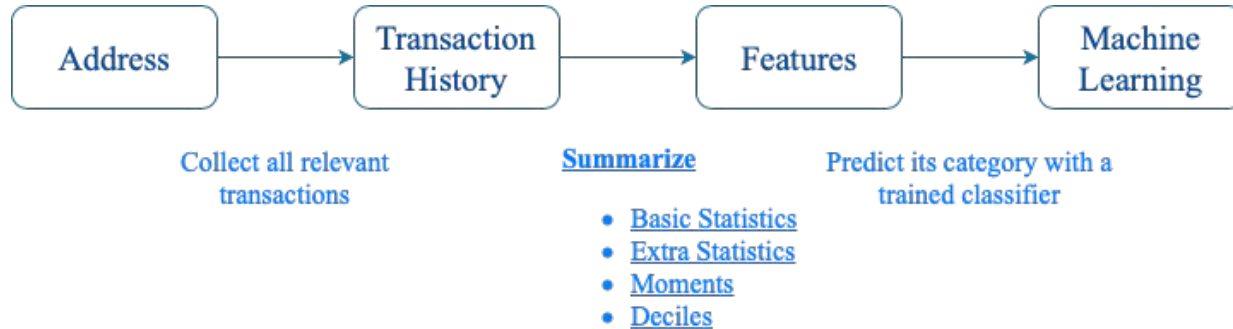 Address
Transaction
History
Features
Machine
Learning
Collect all relevant
transactions
Summarize
Predict its category with a
trained classifier
• Basic Statistics
• Extra Statistics
• Moments
• Deciles